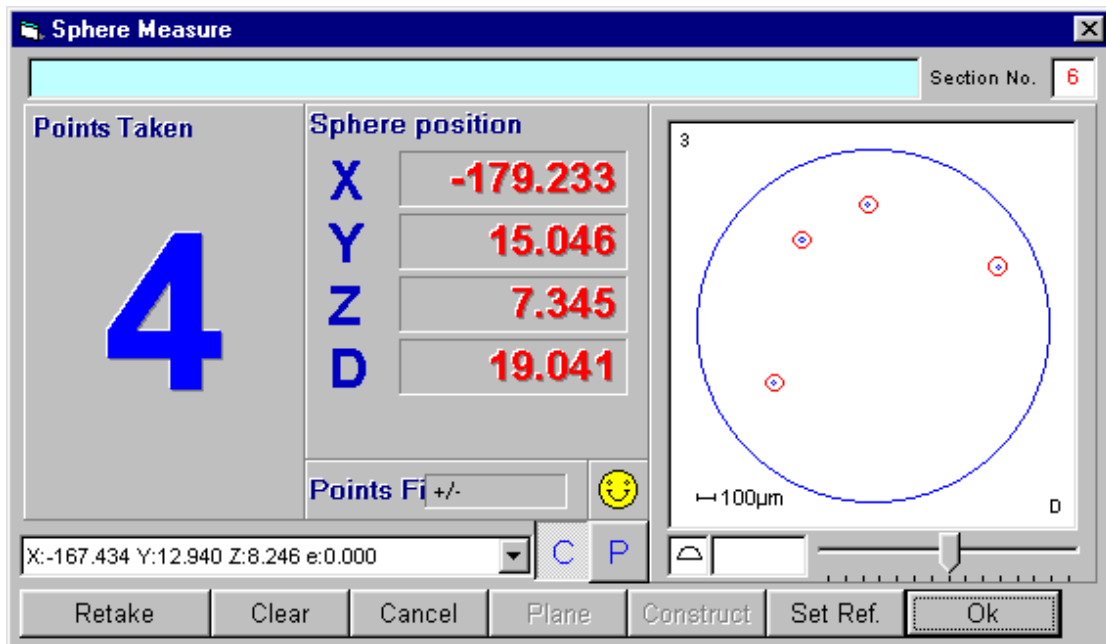 Sphere Measure
Section No. 6
Points Taken
4
Sphere position
X -179.233
Y 15.046
Z 7.345
D 19.041
Points Fi +/-
3
100µm
D
X:-167.434 Y:12.940 Z:8.246 e:0.000
C P
Retake Clear Cancel Plane Construct Set Ref. Ok